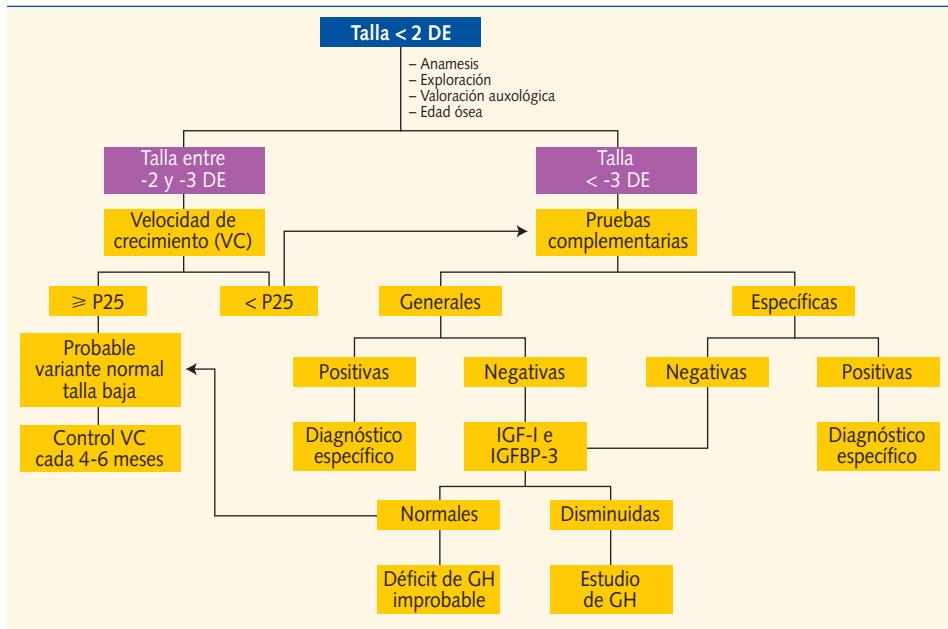 Talla < 2 DE
– Anamesis
– Exploración
– Valoración auxológica
– Edad ósea
Talla entre
-2 y -3 DE
Talla
< -3 DE
Velocidad de
crecimiento (VC)
Pruebas
complementarias
⩾ P25
< P25
Generales
Específicas
Probable
variante normal
talla baja
Positivas
Negativas
Negativas
Positivas
Control VC
cada 4-6 meses
Diagnóstico
específico
IGF-I e
IGFBP-3
Diagnóstico
específico
Normales
Disminuidas
Déficit de GH
improbable
Estudio
de GH